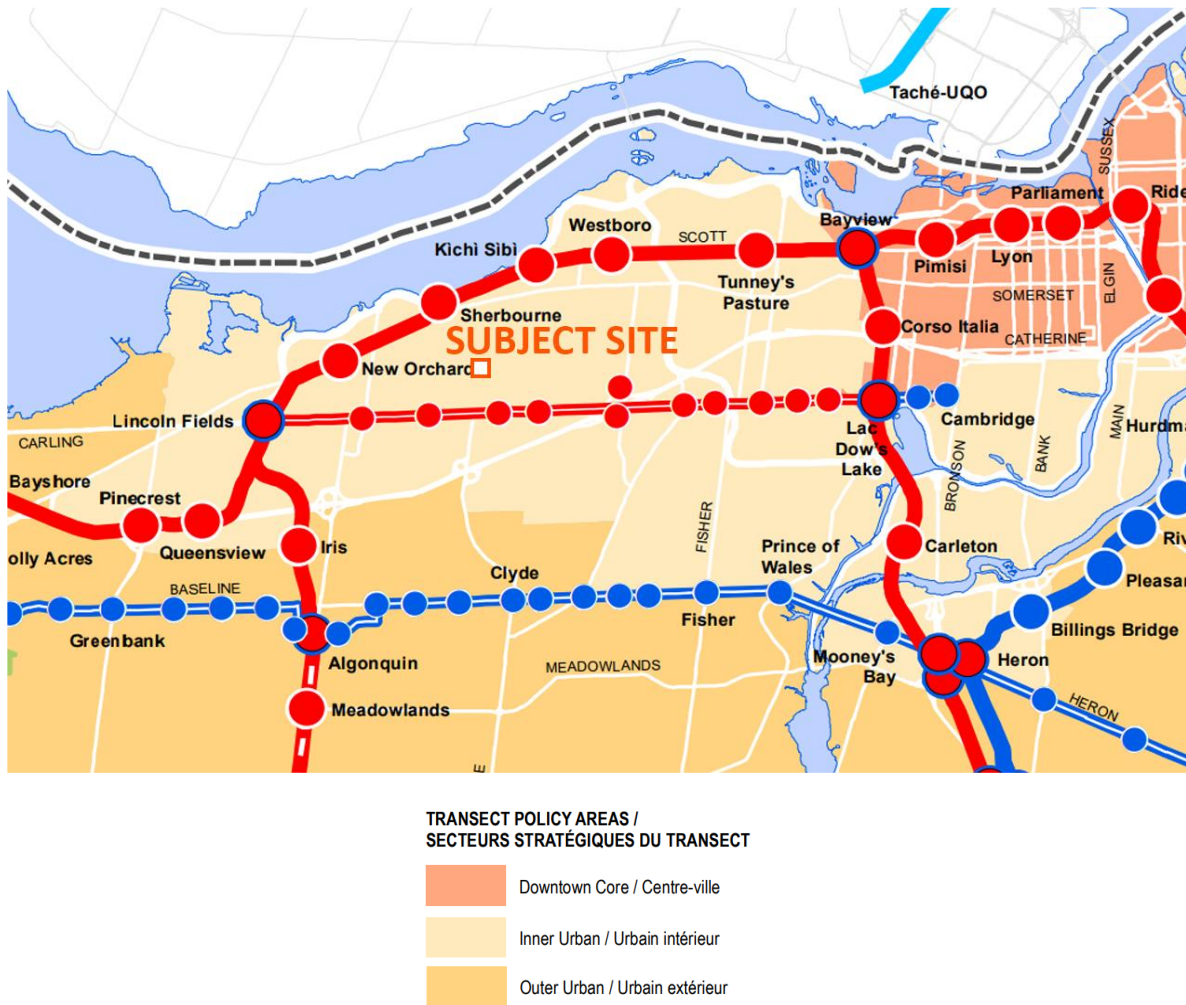 Taché-UQO
SUSSEX
Parliament
Ride
Bayview
Westboro
SCOTT
Kìchì Sìbì
Pimisi
Lyon
ELGIN
Tunney's
Pasture
SOMERSET
Sherbourne
Corso Italia
CATHERINE
SUBJECT SITE
New Orchard
Lincoln Fields
CARLING
Cambridge
MAIN
Hurdma
Lac
Dow's
Lake
BRONSON
BANK
Bayshore
Pinecrest
Queensview
olly Acres
Iris
FISHER
Prince of
Wales
Carleton
Riv
Clyde
BASELINE
Pleasan
Greenbank
Fisher
Billings Bridge
Algonquin
MEADOWLANDS
Mooney's
Bay
Heron
HERON
Meadowlands
E
TRANSECT POLICY AREAS /
SECTEURS STRATÉGIQUES DU TRANSECT
Downtown Core / Centre-ville
Inner Urban / Urbain intérieur
Outer Urban / Urbain extérieur